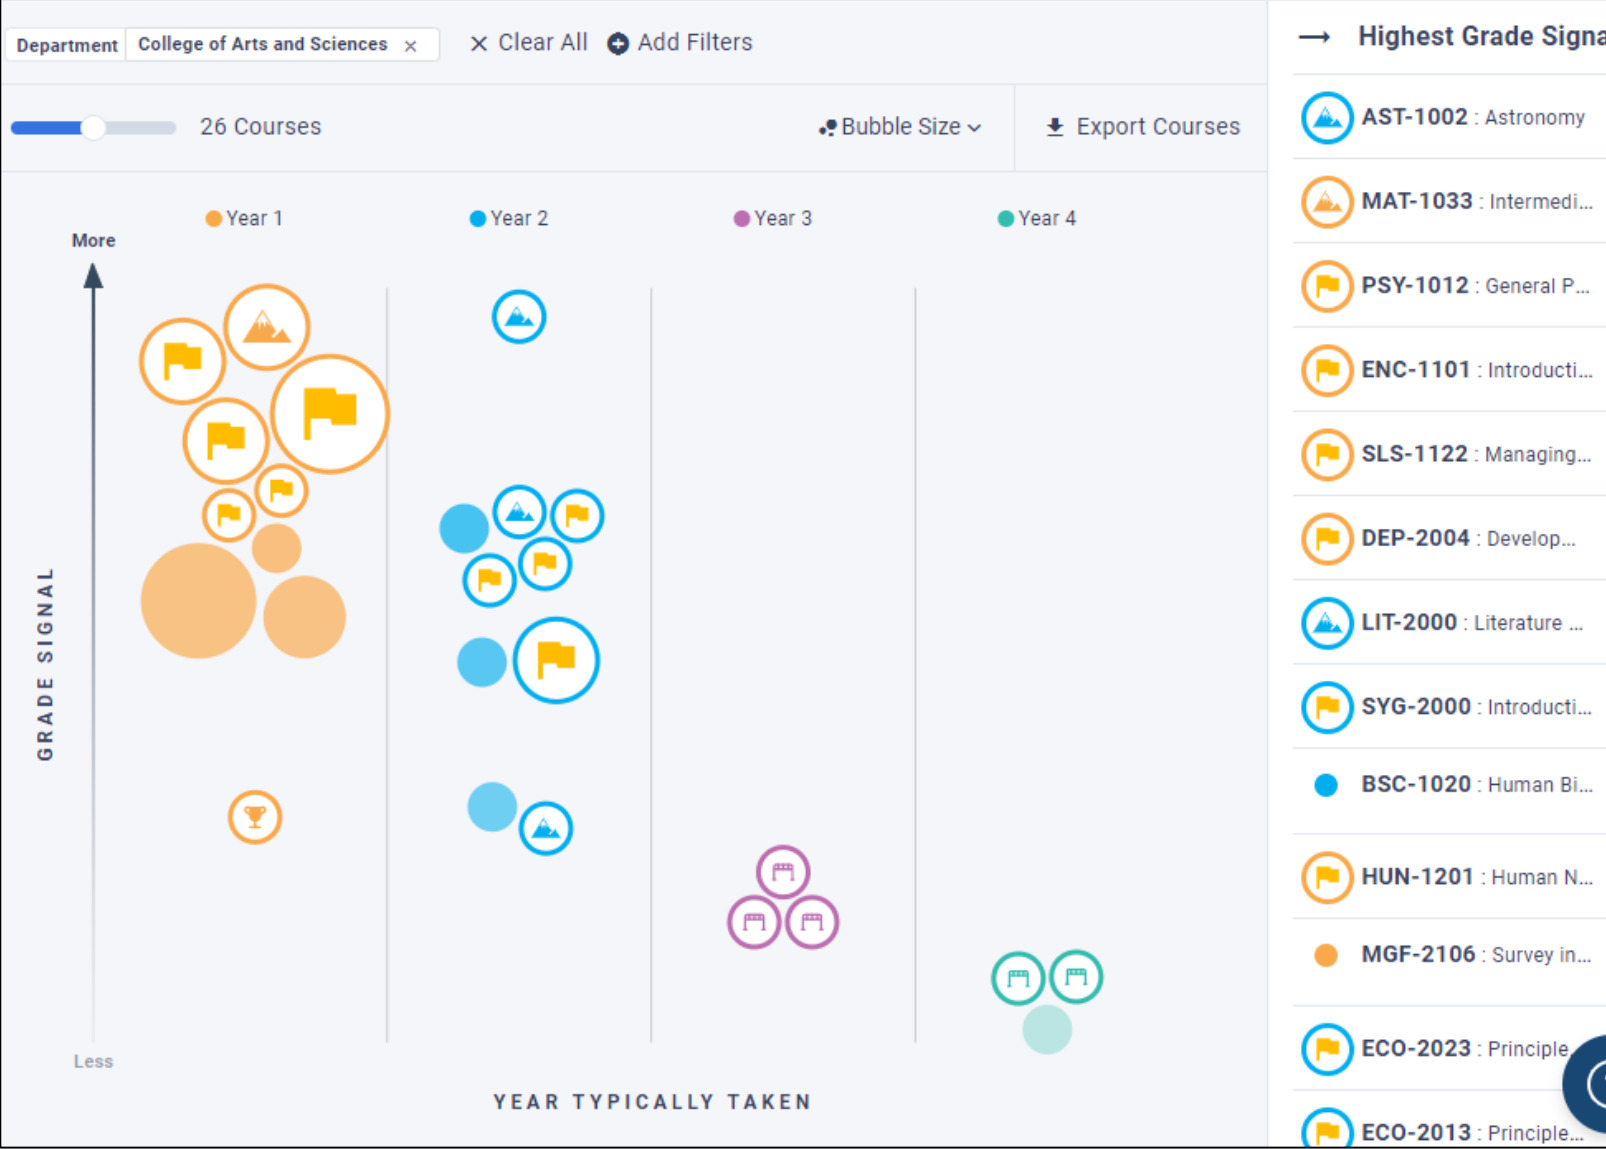 Department College of Arts and Sciences × × Clear All Add Filters
26 Courses Bubble Size Export Courses
Year 1 Year 2 Year 3 Year 4
More
GRADE SIGNAL
Less
YEAR TYPICALLY TAKEN
→ Highest Grade Signa
AST-1002 : Astronomy
MAT-1033 : Intermedi...
PSY-1012 : General P...
ENC-1101 : Introducti...
SLS-1122 : Managing...
DEP-2004 : Develop...
LIT-2000 : Literature ...
SYG-2000 : Introducti...
BSC-1020 : Human Bi...
HUN-1201 : Human N...
MGF-2106 : Survey in...
ECO-2023 : Principle...
ECO-2013 : Principle...